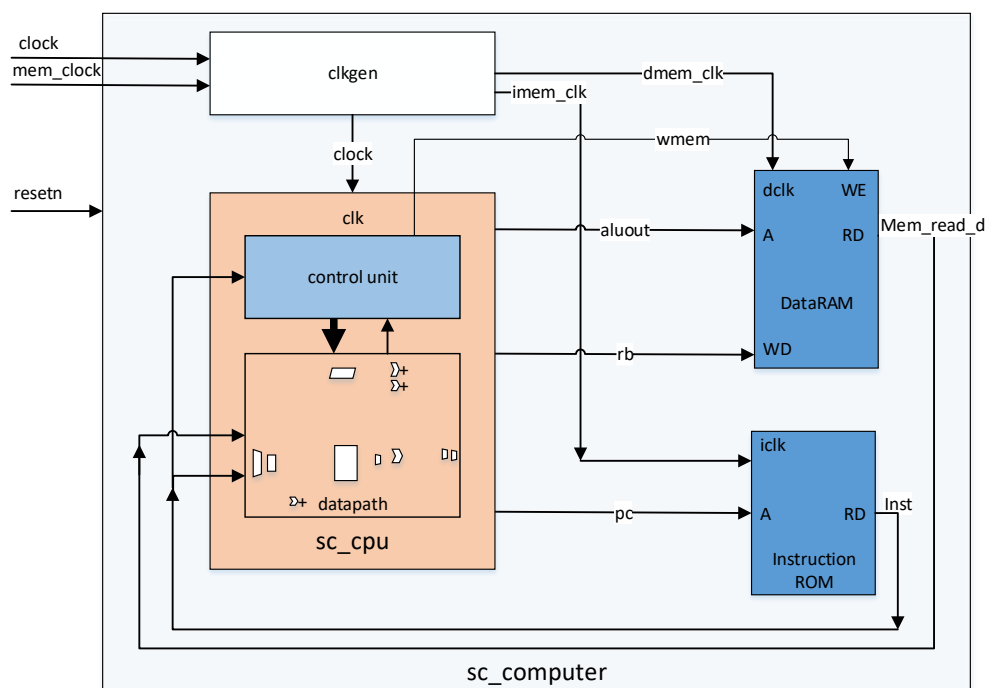 clock
mem_clock
clkgen
dmem_clk
imem_clk
clock
wmem
resetn
clk
dclk
WE
aluout
A
RD
Mem_read_d
control unit
DataRAM
rb
WD
iclk
datapath
pc
A
RD
Inst
sc_cpu
Instruction
ROM
sc_computer